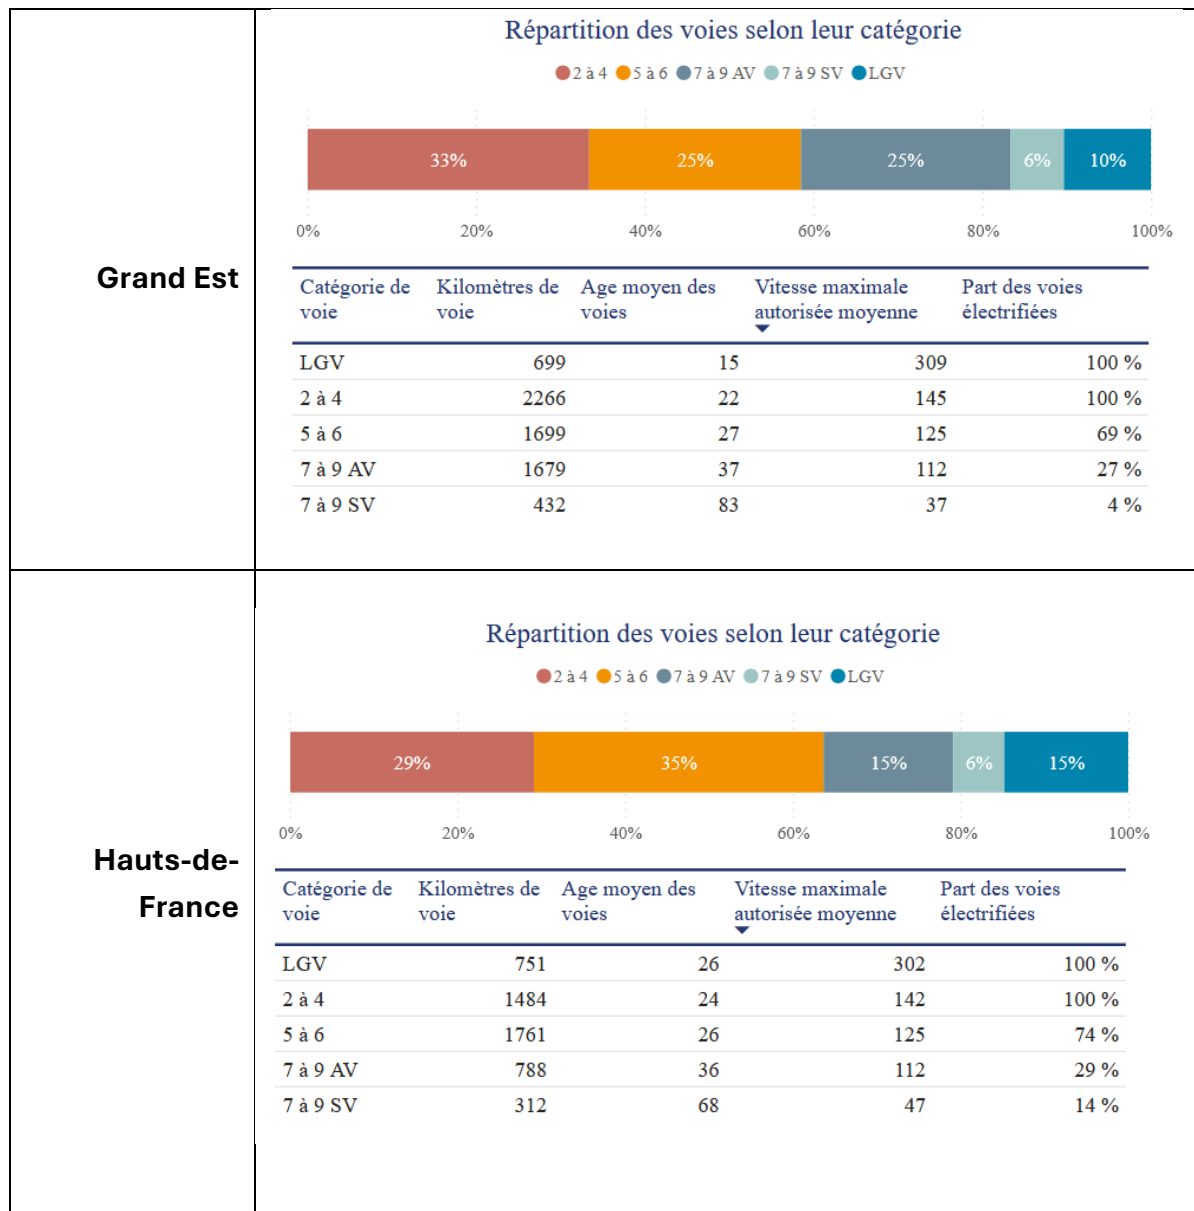 Grand Est
Répartition des voies selon leur catégorie
2 à 4 5 à 6 7 à 9 AV 7 à 9 SV LGV
33% 25% 25% 6% 10%
0% 20% 40% 60% 80% 100%
Catégorie de voie Kilomètres de voie Age moyen des voies Vitesse maximale autorisée moyenne Part des voies électrifiées
LGV 699 15 309 100 %
2 à 4 2266 22 145 100 %
5 à 6 1699 27 125 69 %
7 à 9 AV 1679 37 112 27 %
7 à 9 SV 432 83 37 4 %
Hauts-de-
France
Répartition des voies selon leur catégorie
2 à 4 5 à 6 7 à 9 AV 7 à 9 SV LGV
29% 35% 15% 6% 15%
0% 20% 40% 60% 80% 100%
Catégorie de voie Kilomètres de voie Age moyen des voies Vitesse maximale autorisée moyenne Part des voies électrifiées
LGV 751 26 302 100 %
2 à 4 1484 24 142 100 %
5 à 6 1761 26 125 74 %
7 à 9 AV 788 36 112 29 %
7 à 9 SV 312 68 47 14 %